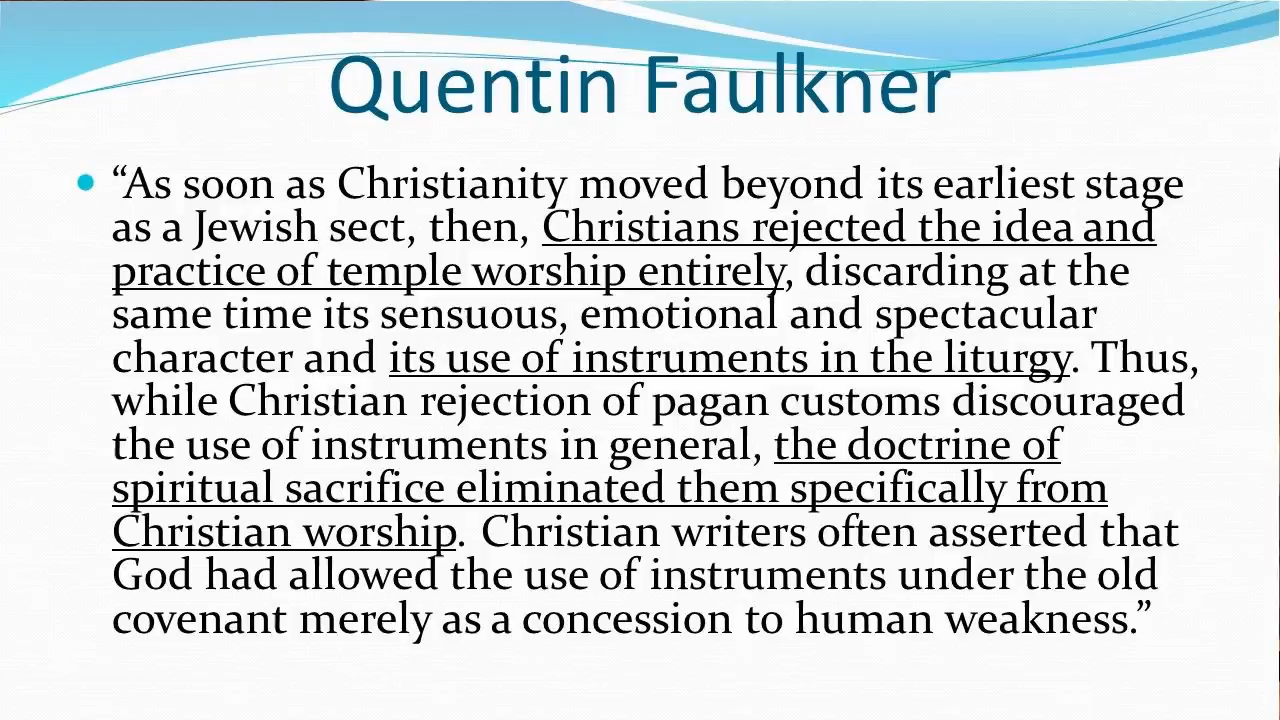 Quentin Faulkner
• “As soon as Christianity moved beyond its earliest stage
as a Jewish sect, then, Christians rejected the idea and
practice of temple worship entirely, discarding at the
same time its sensuous, emotional and spectacular
character and its use of instruments in the liturgy. Thus,
while Christian rejection of pagan customs discouraged
the use of instruments in general, the doctrine of
spiritual sacrifice eliminated them specifically from
Christian worship. Christian writers often asserted that
God had allowed the use of instruments under the old
covenant merely as a concession to human weakness.”